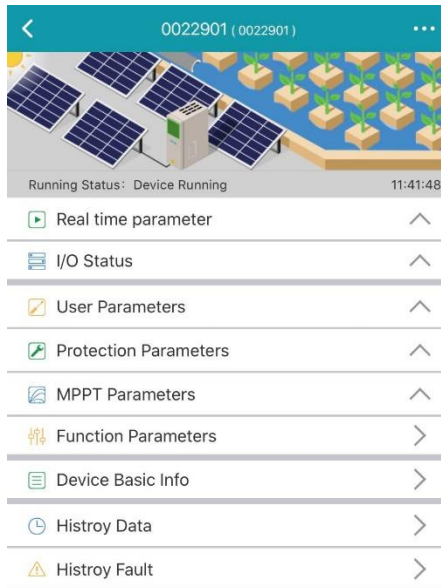 0022901 (0022901)
Running Status: Device Running 11:41:48
Real time parameter
I/O Status
User Parameters
Protection Parameters
MPPT Parameters
Function Parameters
Device Basic Info
Histroy Data
Histroy Fault